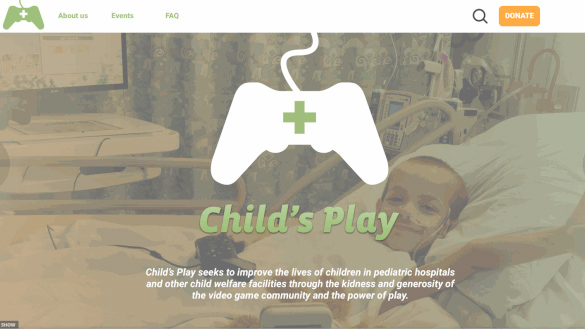 About us Events FAQ DONATE
Child's Play
Child's Play seeks to improve the lives of children in pediatric hospitals
and other child welfare facilities through the kidness and generosity of
the video game community and the power of play.
SHOW